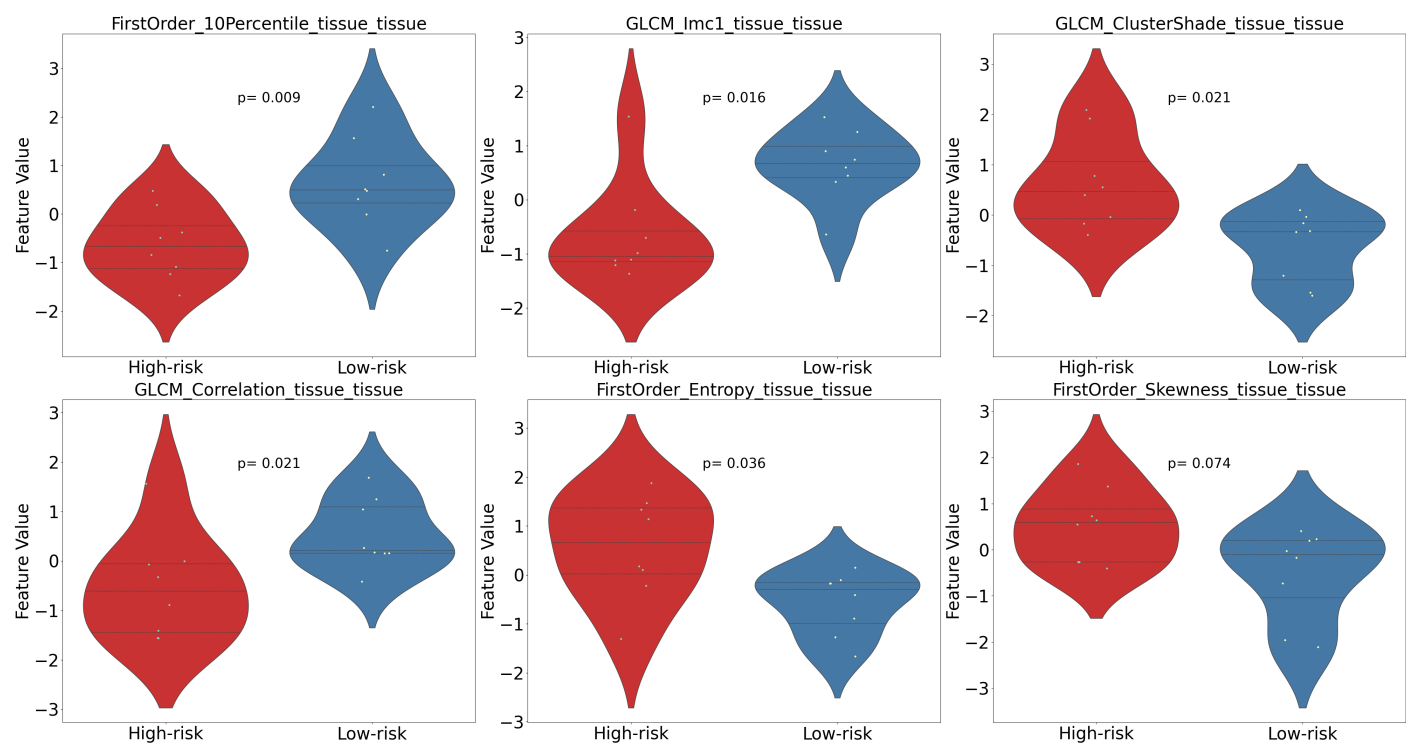 FirstOrder_10Percentile_tissue_tissue
GLCM_Imc1_tissue_tissue
GLCM_ClusterShade_tissue_tissue
Feature Value
3
2
1
0
−1
−2
p= 0.009
High-risk
Low-risk
Feature Value
3
2
1
0
−1
−2
p= 0.016
High-risk
Low-risk
Feature Value
3
2
1
0
−1
−2
p= 0.021
High-risk
Low-risk
GLCM_Correlation_tissue_tissue
FirstOrder_Entropy_tissue_tissue
FirstOrder_Skewness_tissue_tissue
Feature Value
3
2
1
0
−1
−2
−3
p= 0.021
High-risk
Low-risk
Feature Value
3
2
1
0
−1
−2
−3
p= 0.036
High-risk
Low-risk
Feature Value
3
2
1
0
−1
−2
−3
p= 0.074
High-risk
Low-risk